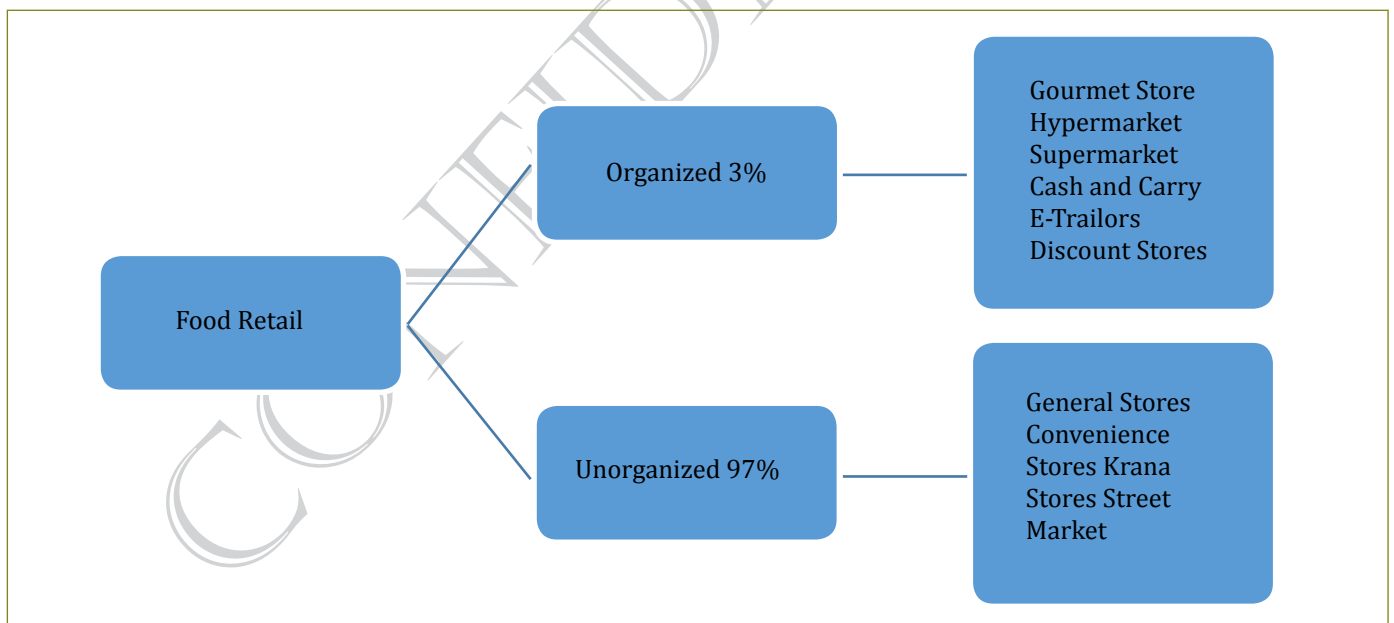 Food Retail
Organized 3%
Gourmet Store
Hypermarket
Supermarket
Cash and Carry
E-Trailors
Discount Stores
Unorganized 97%
General Stores
Convenience
Stores Krana
Stores Street
Market